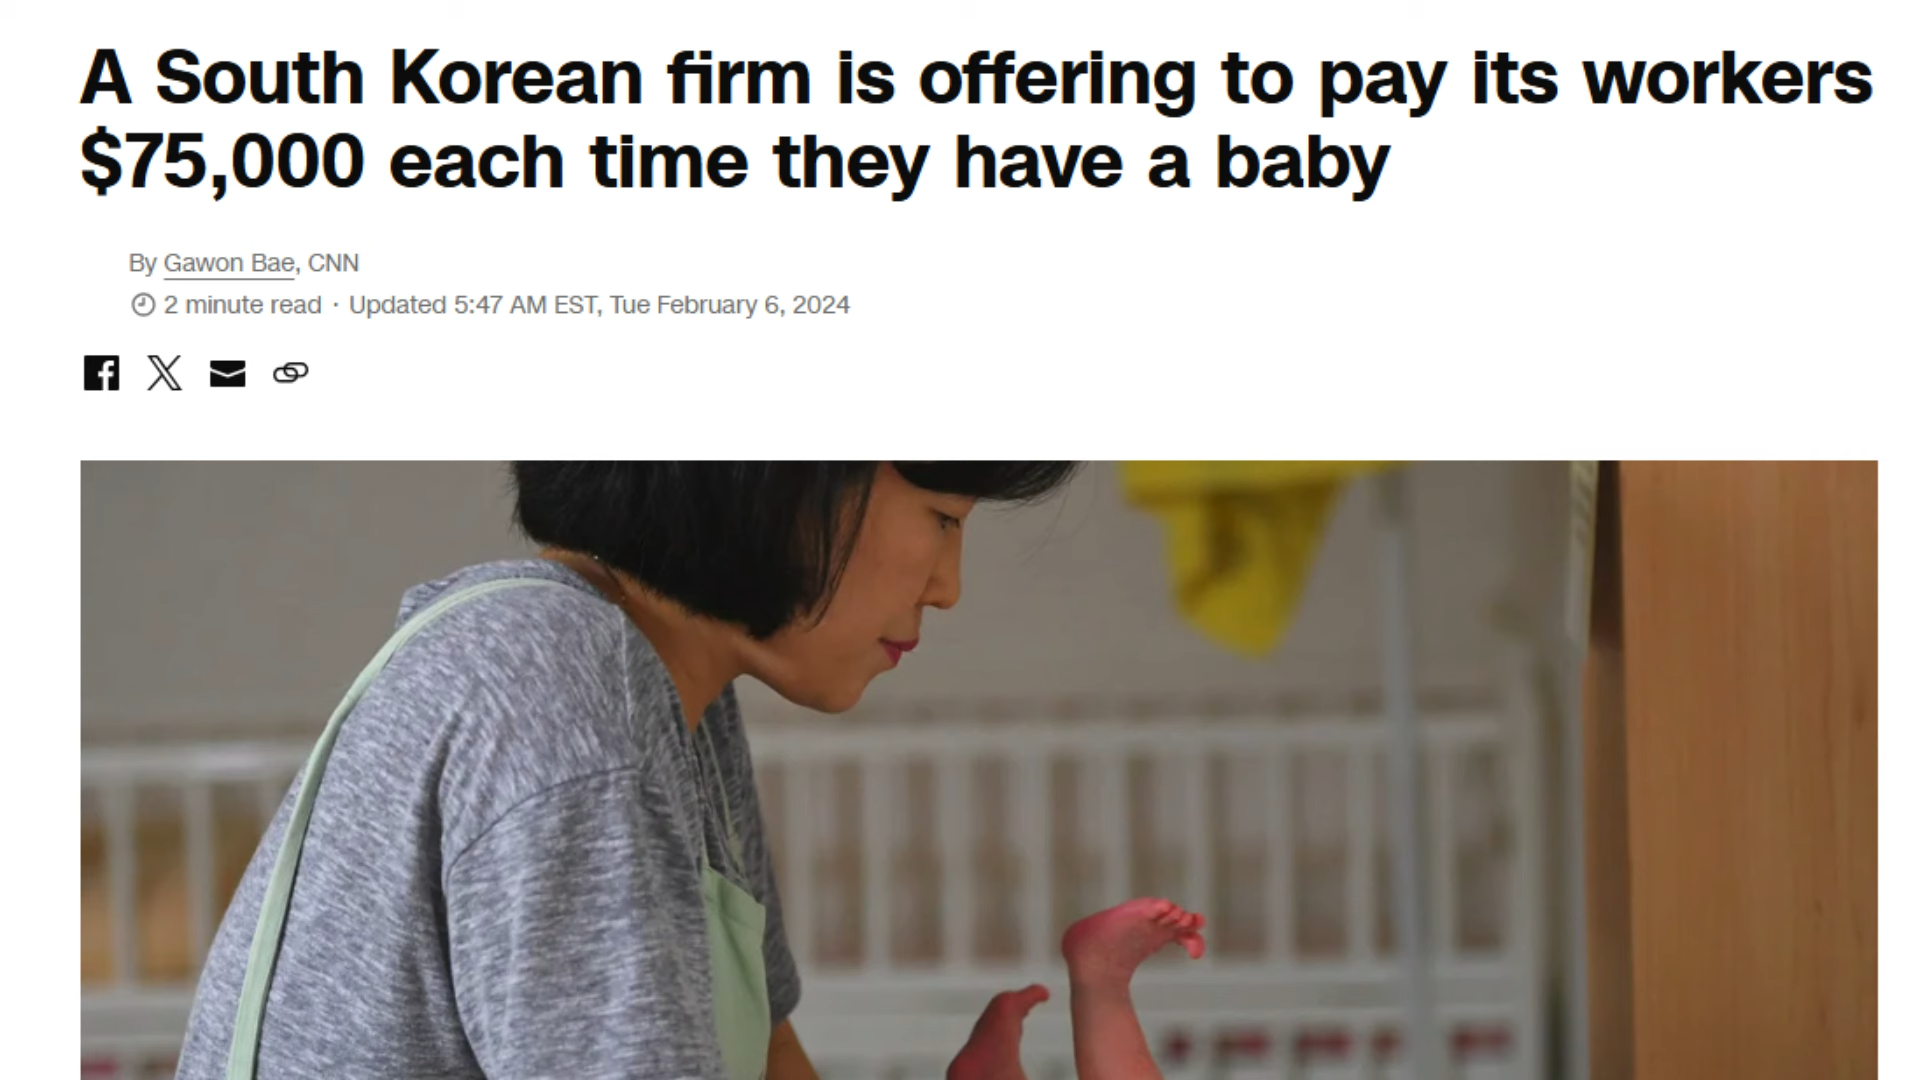 A South Korean firm is offering to pay its workers
$75,000 each time they have a baby
By Gawon Bae, CNN
2 minute read · Updated 5:47 AM EST, Tue February 6, 2024